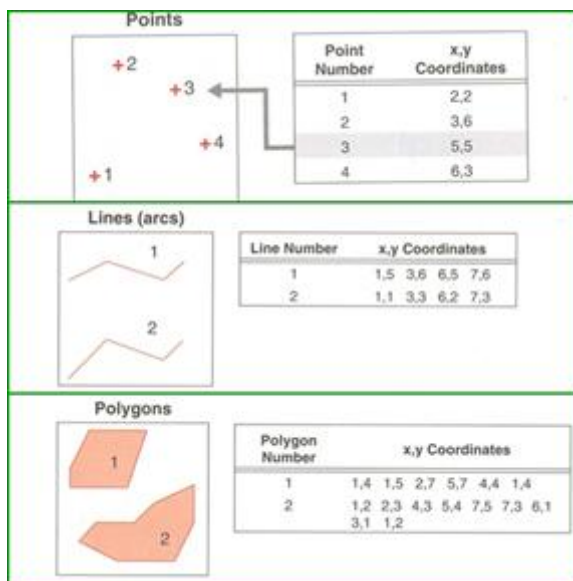 Points
2
3
4
1
Point Number x,y Coordinates
1 2,2
2 3,6
3 5,5
4 6,3
Lines (arcs)
1
2
Line Number x,y Coordinates
1 1,5 3,6 6,5 7,6
2 1,1 3,3 6,2 7,3
Polygons
1
2
Polygon Number x,y Coordinates
1 1,4 1,5 2,7 5,7 4,4 1,4
2 1,2 2,3 4,3 5,4 7,5 7,3 6,1
3,1 1,2